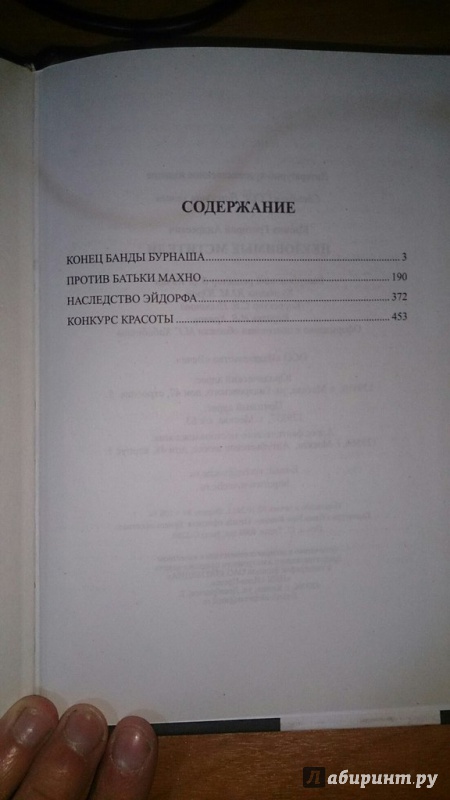 СОДЕРЖАНИЕ
КОНЕЦ БАНДЫ БУРНАША 3
ПРОТИВ БАТЬКИ МАХНО 190
НАСЛЕДСТВО ЭЙДОРФА 372
КОНКУРС КРАСОТЫ 453
Лабиринт.ру